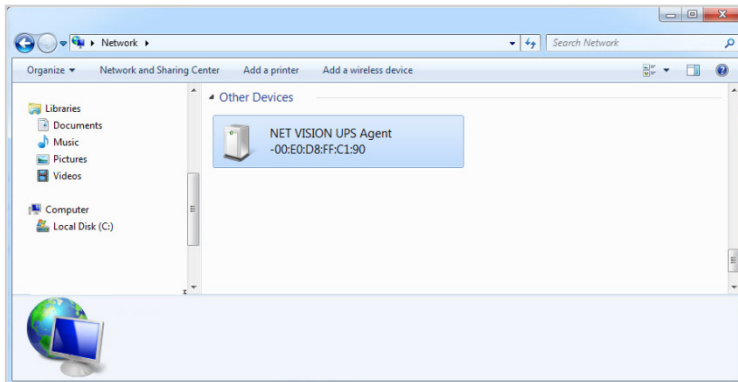 Network
Search Network
Organize
Network and Sharing Center
Add a printer
Add a wireless device
Libraries
Documents
Music
Pictures
Videos
Computer
Local Disk (C:)
Other Devices
NET VISION UPS Agent
-00:E0:D8:FF:C1:90